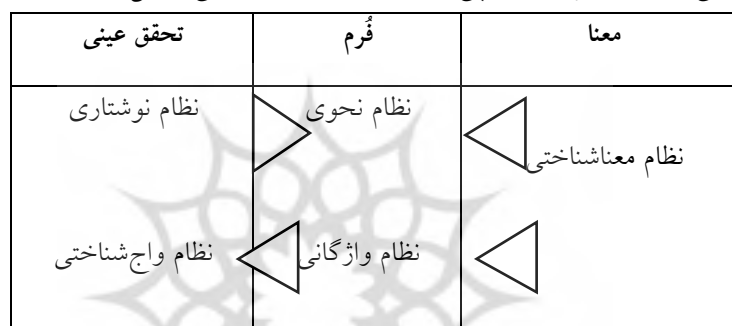 معنا	فُرم	تحقق عینی
نظام نحوی	نظام نوشتاری
نظام معناشناختی
نظام واژگانی	نظام واج‌شناختی